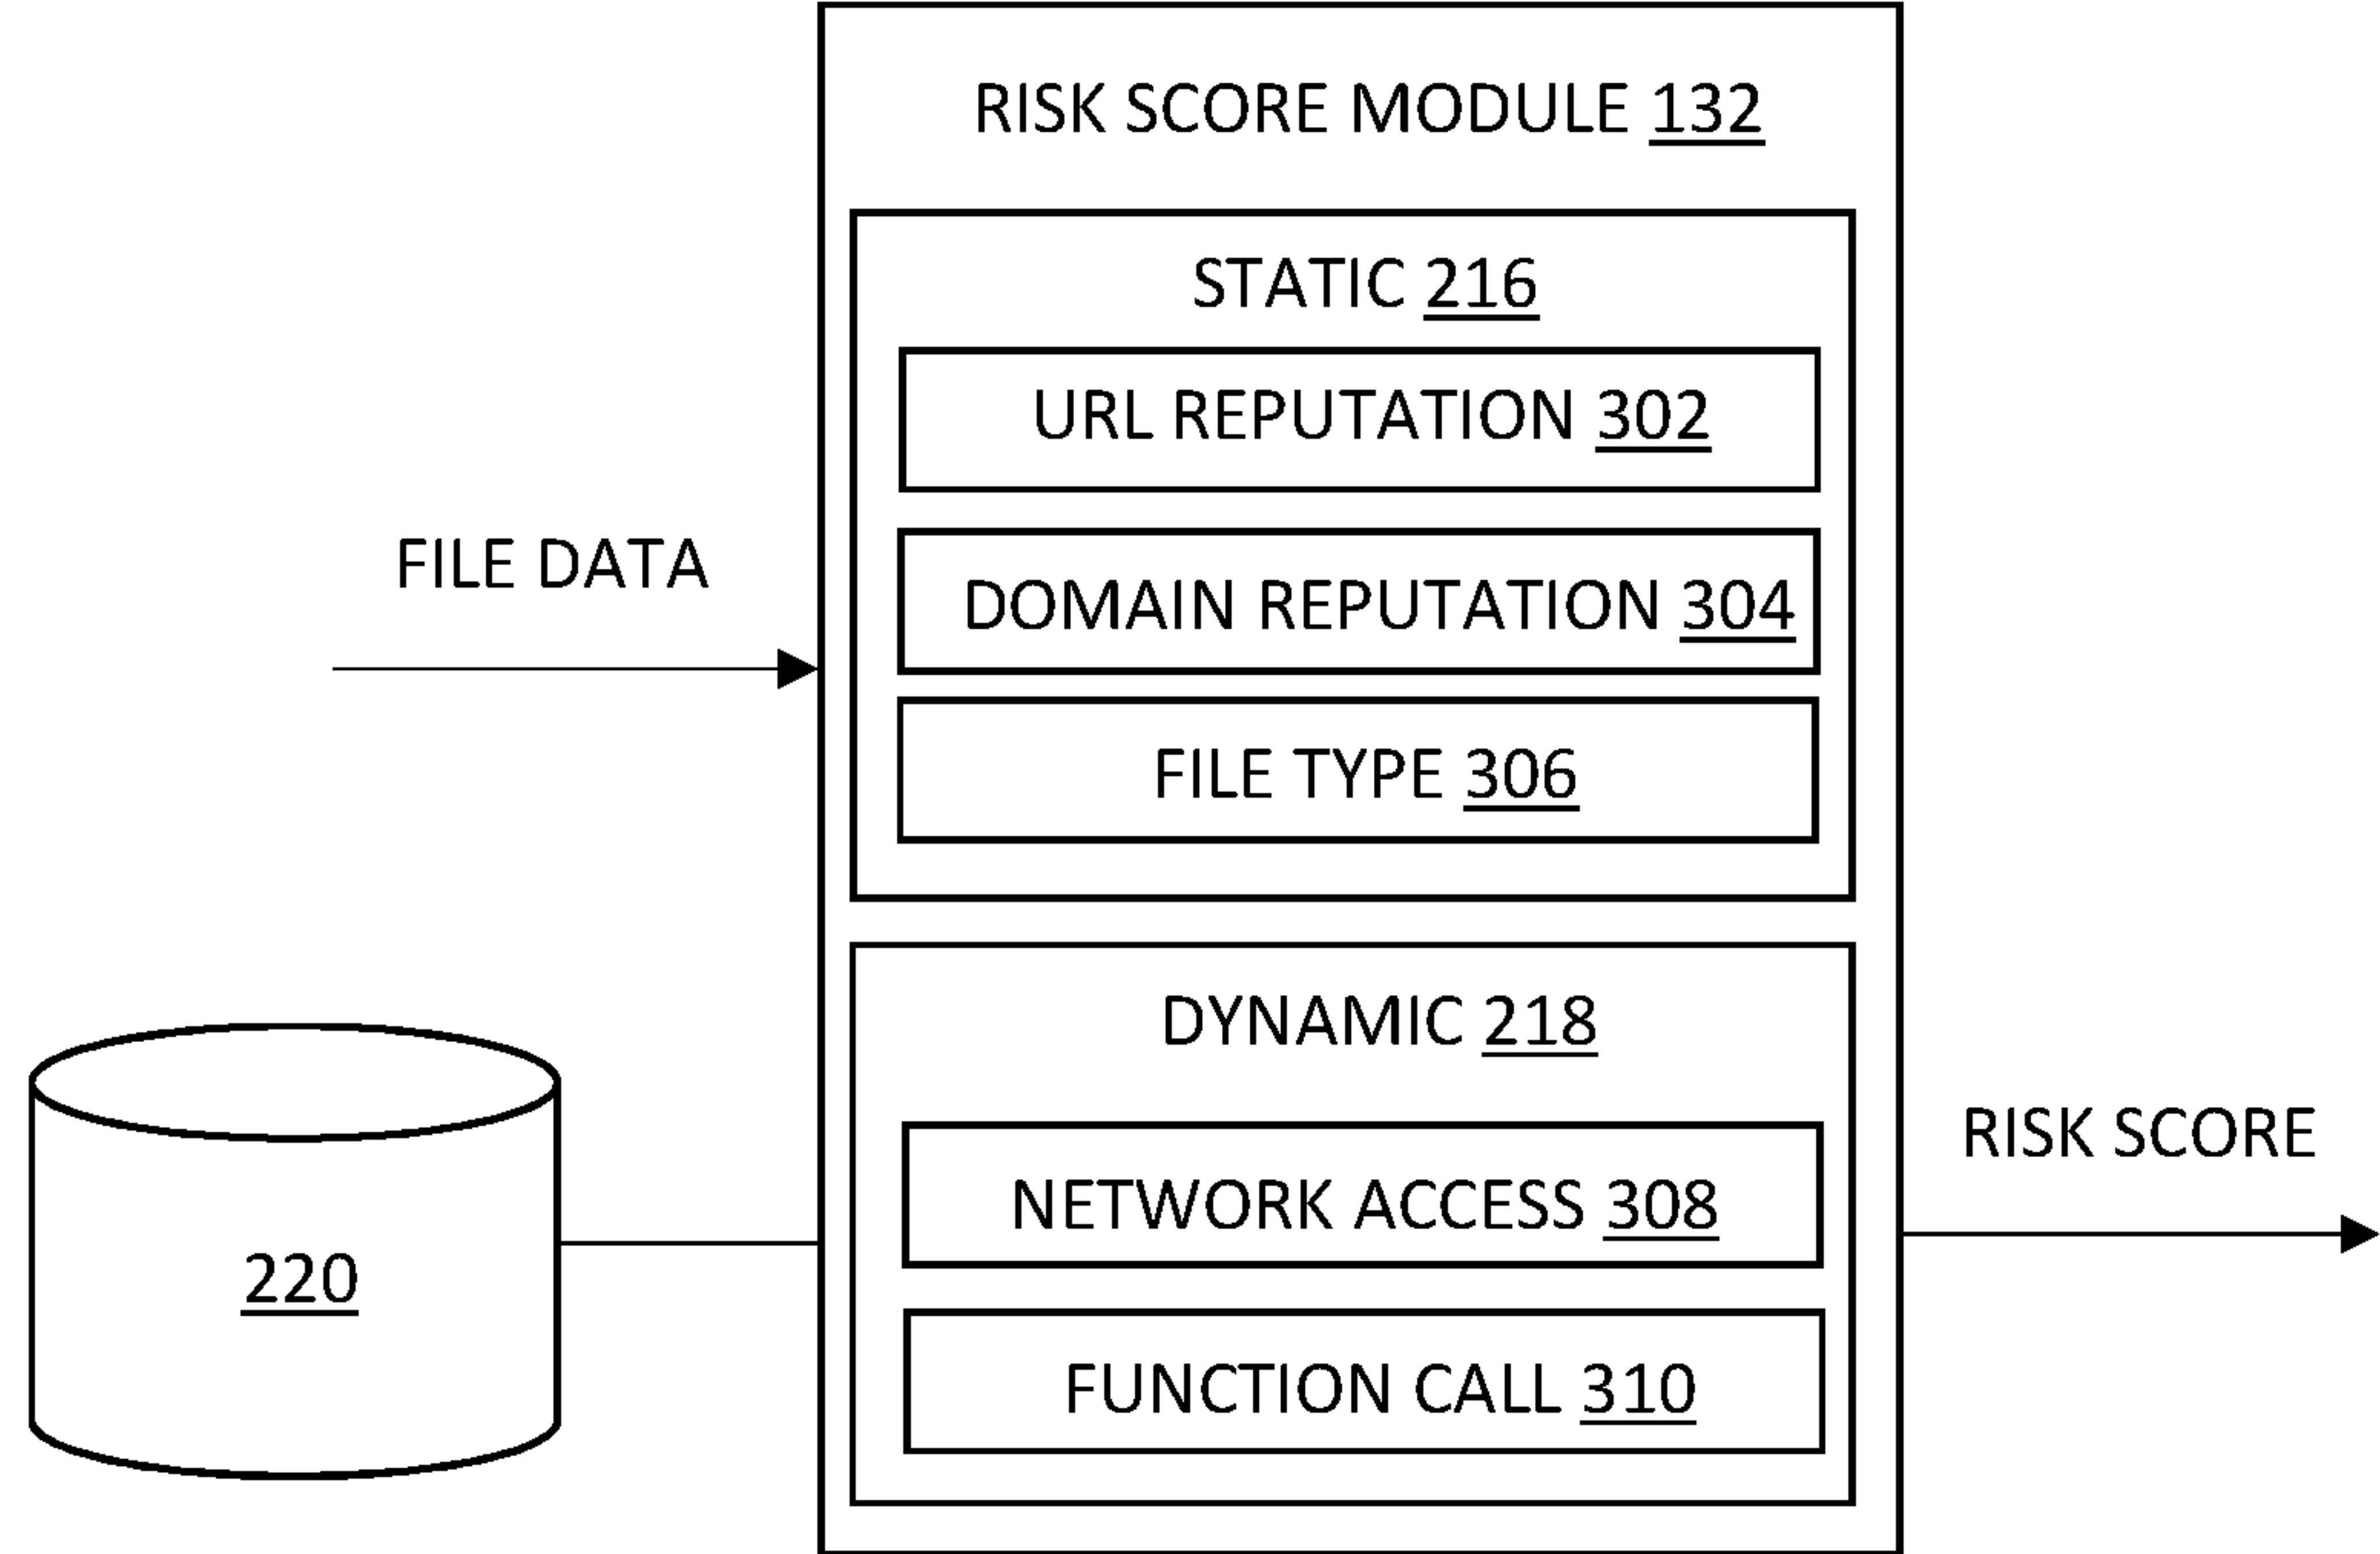 RISK SCORE MODULE 132
STATIC 216
URL REPUTATION 302
FILE DATA
DOMAIN REPUTATION 304
FILE TYPE 306
DYNAMIC 218
RISK SCORE
NETWORK ACCESS 308
220
FUNCTION CALL 310